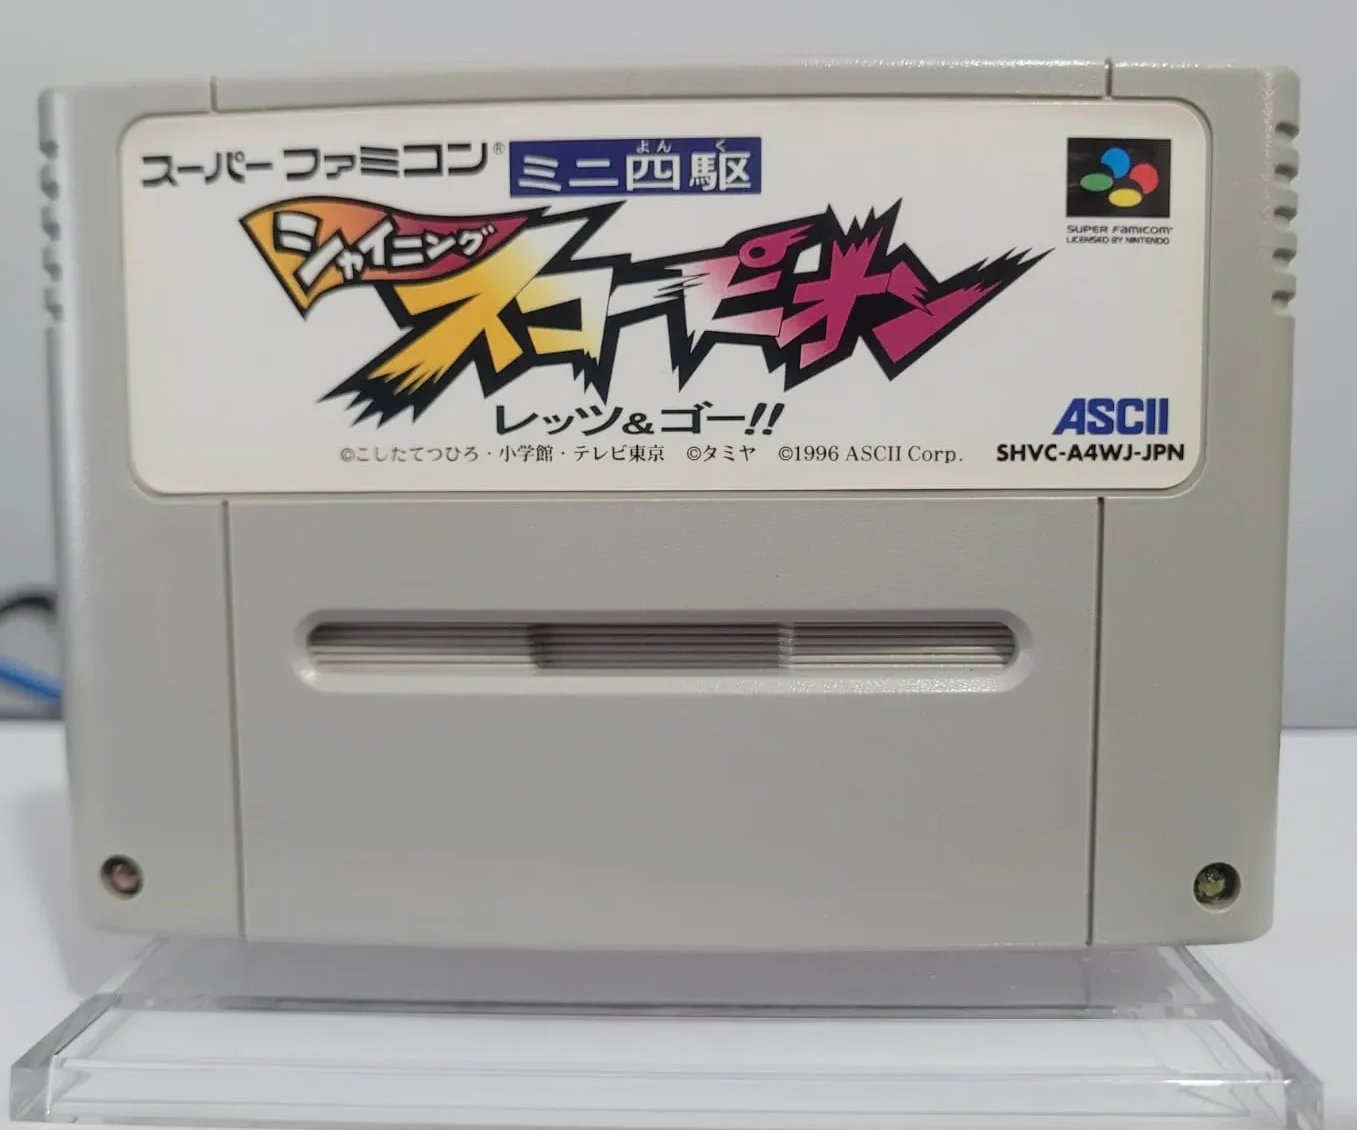 スーパーファミコン® ミニ四駆
よんく
シャイニング
スコーピオン
レッツ&ゴー!!
SUPER FAMICOM
LICENSED BY NINTENDO
ASCII
©こしたてつひろ・小学館・テレビ東京 ©タミヤ ©1996 ASCII Corp. SHVC-A4WJ-JPN